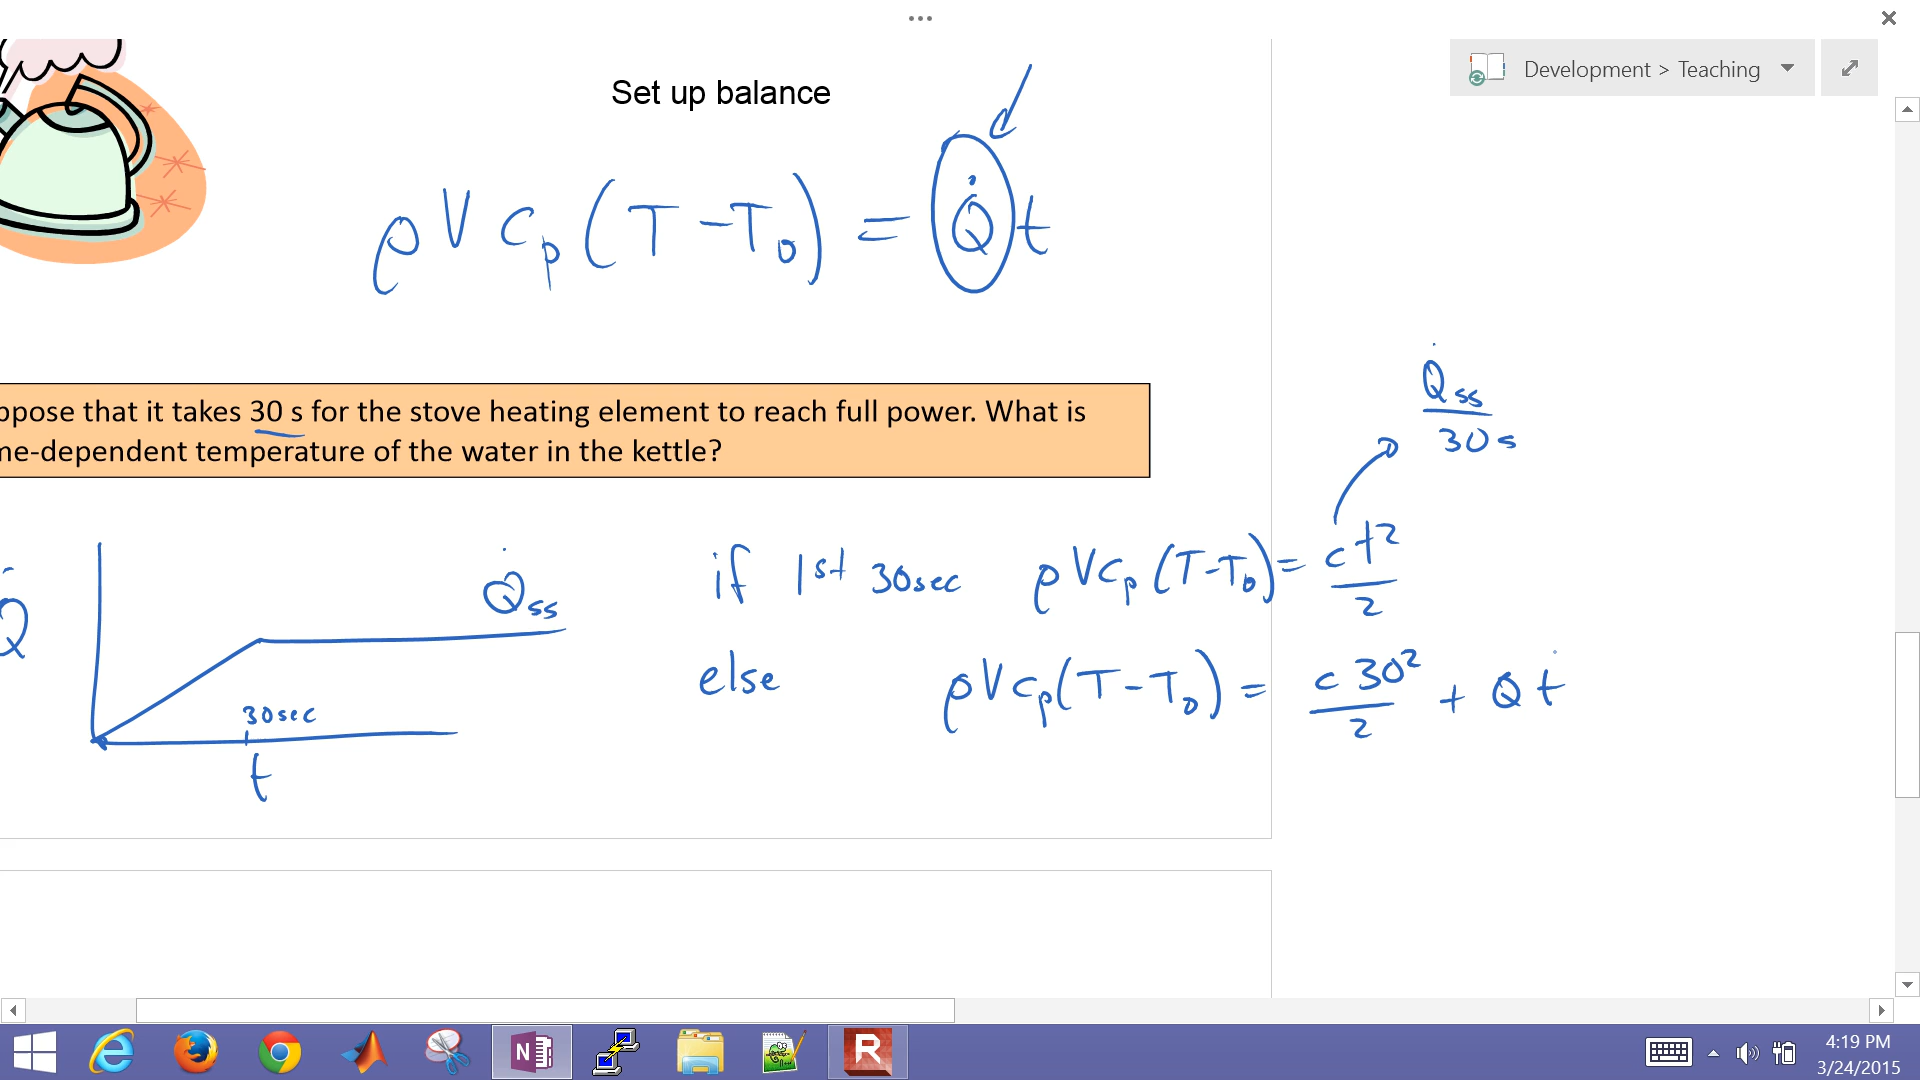 Development > Teaching
Set up balance
ρVCp(T-T₀) = Q̇t
Q̇ss
30s
ppose that it takes 30 s for the stove heating element to reach full power. What is
me-dependent temperature of the water in the kettle?
Q̇
Q̇ss
30sec
t
if 1st 30sec ρVCp(T-T₀) = ct²/2
else ρVCp(T-T₀) = c30²/2 + Qt
N
R
4:19 PM
3/24/2015